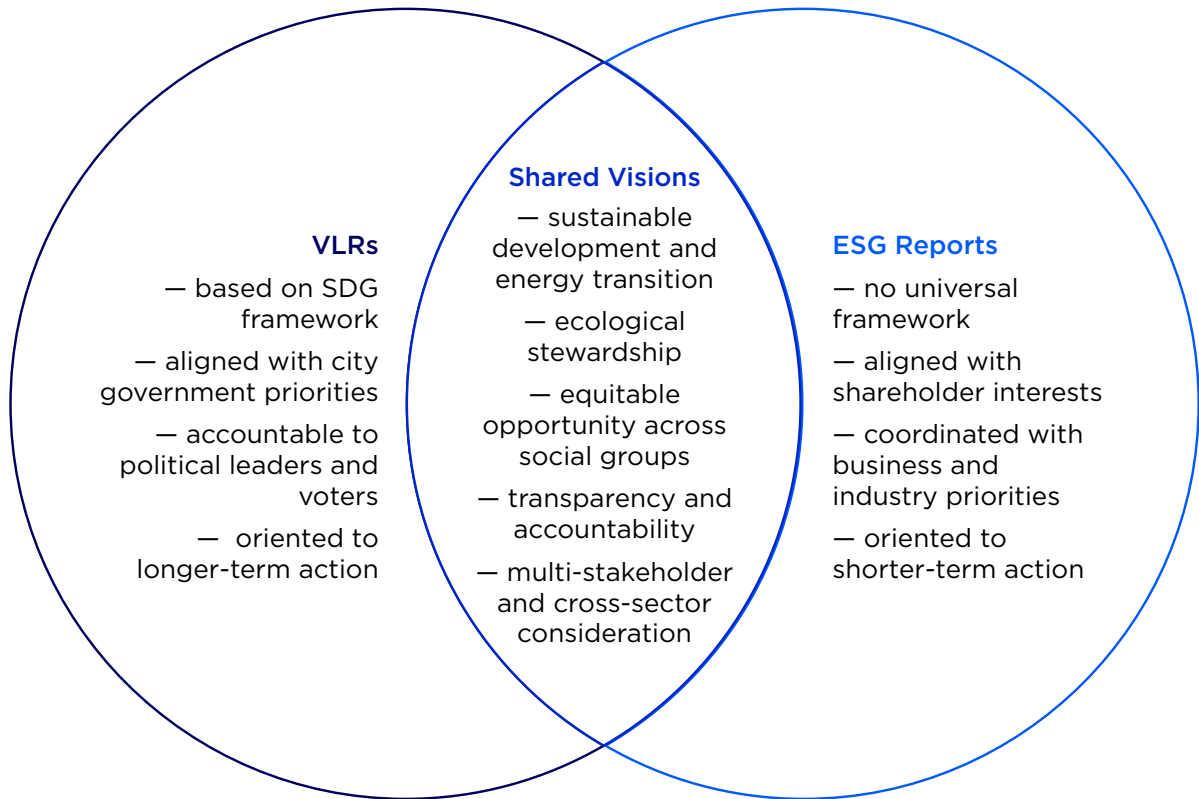 VLRs
— based on SDG
framework
— aligned with city
government priorities
— accountable to
political leaders and
voters
— oriented to
longer-term action
Shared Visions
— sustainable
development and
energy transition
— ecological
stewardship
— equitable
opportunity across
social groups
— transparency and
accountability
— multi-stakeholder
and cross-sector
consideration
ESG Reports
— no universal
framework
— aligned with
shareholder interests
— coordinated with
business and
industry priorities
— oriented to
shorter-term action